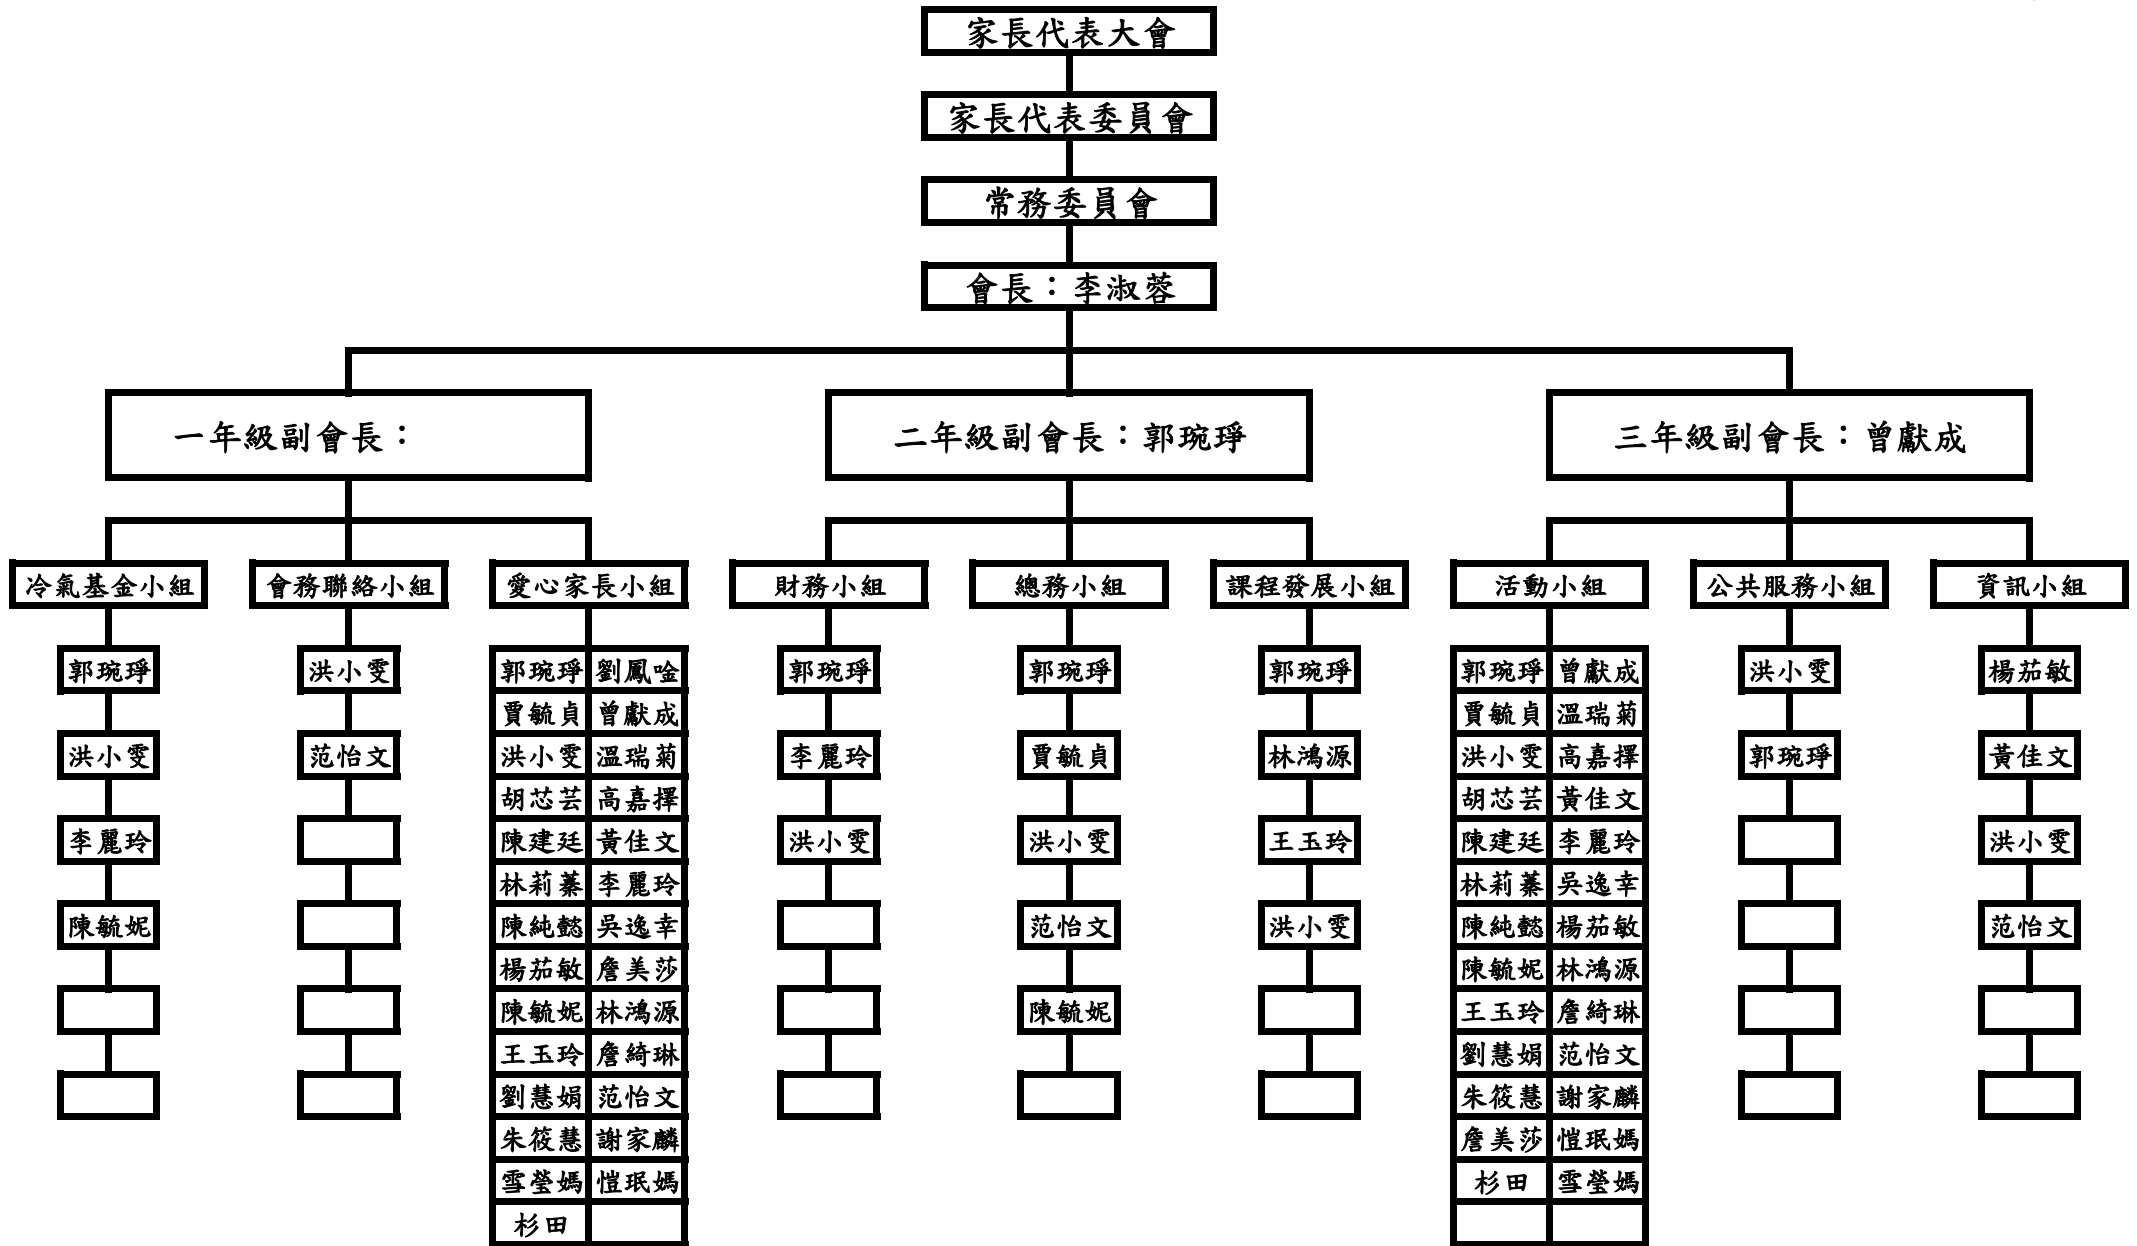 家長代表大會
家長代表委員會
常務委員會
會長：李淑蓉
一年級副會長：
二年級副會長：郭琬琤
三年級副會長：曾獻成
冷氣基金小組
郭琬琤
洪小雯
李麗玲
陳毓妮
會務聯絡小組
洪小雯
范怡文
愛心家長小組
郭琬琤 劉鳳唫
賈毓貞 曾獻成
洪小雯 溫瑞菊
胡芯芸 高嘉擇
陳建廷 黃佳文
林莉蓁 李麗玲
陳純懿 吳逸幸
楊茹敏 詹美莎
陳毓妮 林鴻源
王玉玲 詹綺琳
劉慧娟 范怡文
朱筱慧 謝家麟
雪瑩媽 愷珉媽
杉田
財務小組
郭琬琤
李麗玲
洪小雯
總務小組
郭琬琤
賈毓貞
洪小雯
范怡文
陳毓妮
課程發展小組
郭琬琤
林鴻源
王玉玲
洪小雯
活動小組
郭琬琤 曾獻成
賈毓貞 溫瑞菊
洪小雯 高嘉擇
胡芯芸 黃佳文
陳建廷 李麗玲
林莉蓁 吳逸幸
陳純懿 楊茹敏
陳毓妮 林鴻源
王玉玲 詹綺琳
劉慧娟 范怡文
朱筱慧 謝家麟
詹美莎 愷珉媽
杉田 雪瑩媽
公共服務小組
洪小雯
郭琬琤
資訊小組
楊茹敏
黃佳文
洪小雯
范怡文